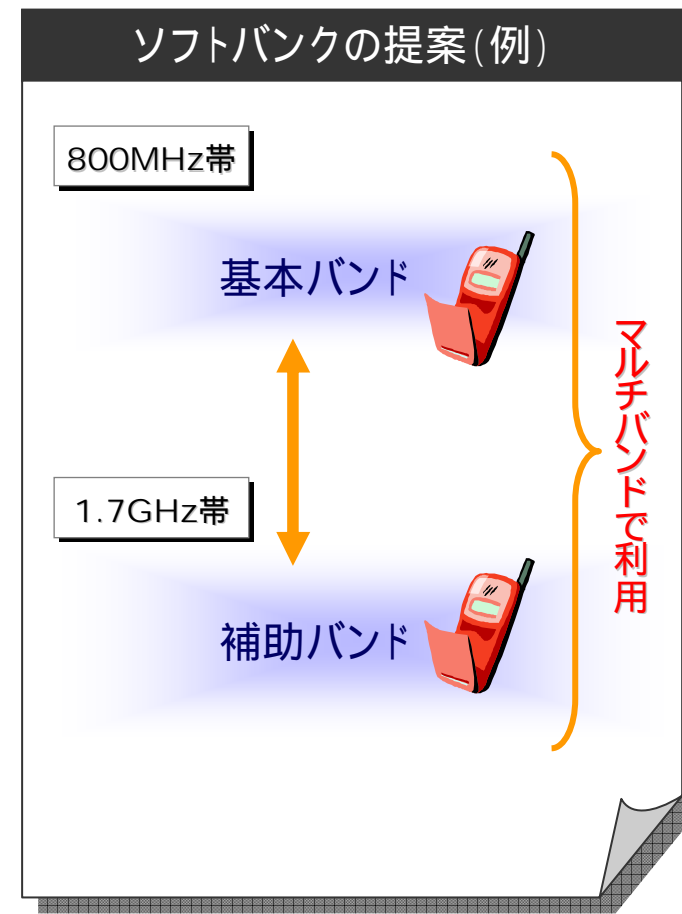 ソフトバンクの提案(例)
800MHz帯
基本バンド
マルチバンドで利用
1.7GHz帯
補助バンド